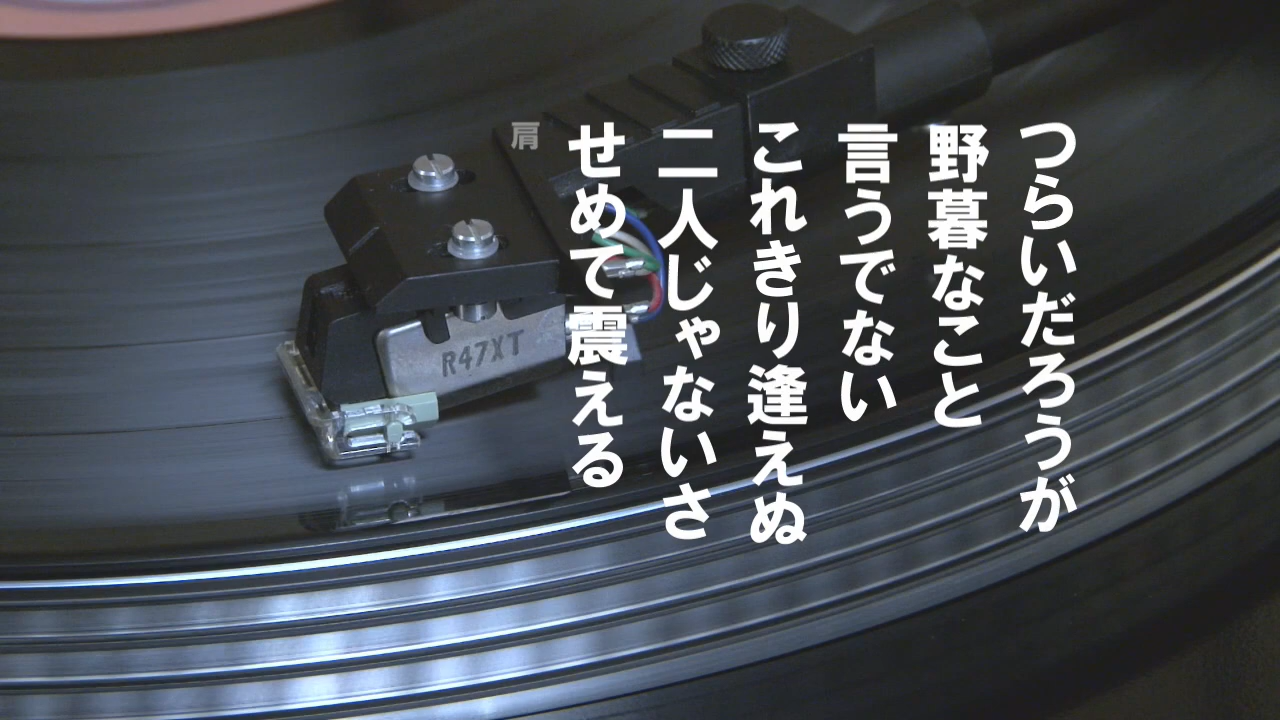 つらいだろうが
野暮なこと
言うでない
これきり逢えぬ
二人じゃないさ
せめて震える
肩
R47XT